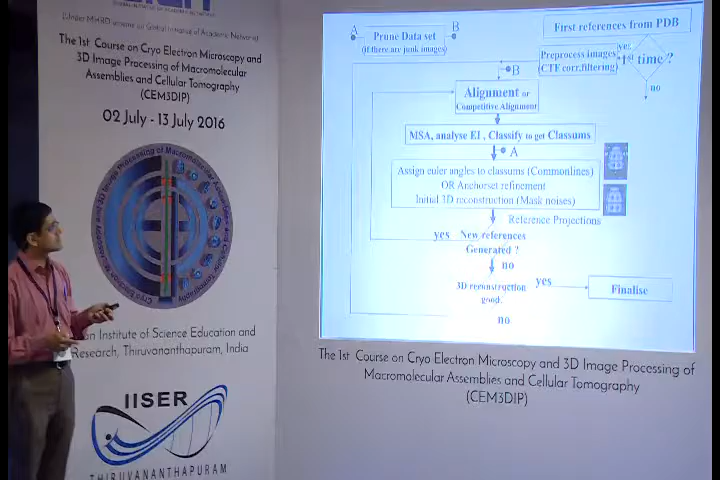 (Under MHRD scheme on Global Initiative of Academic Networks)
The 1st Course on Cryo Electron Microscopy and
3D Image Processing of Macromolecular
Assemblies and Cellular Tomography
(CEM3DIP)
02 July - 13 July 2016
an Institute of Science Education and
Research, Thiruvananthapuram, India
IISER
THIRUVANANTHAPURAM
A
Prune Data set
(if there are junk images)
B
First references from PDB
Preprocess images
CTF corr,filtering
yes
1st time ?
no
B
Alignment or
Competitive Alignment
MSA, analyse EI , Classify to get Classums
A
Assign euler angles to classums (Commonlines)
OR Anchorset refinement
Initial 3D reconstruction (Mask noises)
Reference Projections
yes
New references
Generated ?
no
3D reconstruction
good.
yes
Finalise
no
The 1st Course on Cryo Electron Microscopy and 3D Image Processing of
Macromolecular Assemblies and Cellular Tomography
(CEM3DIP)